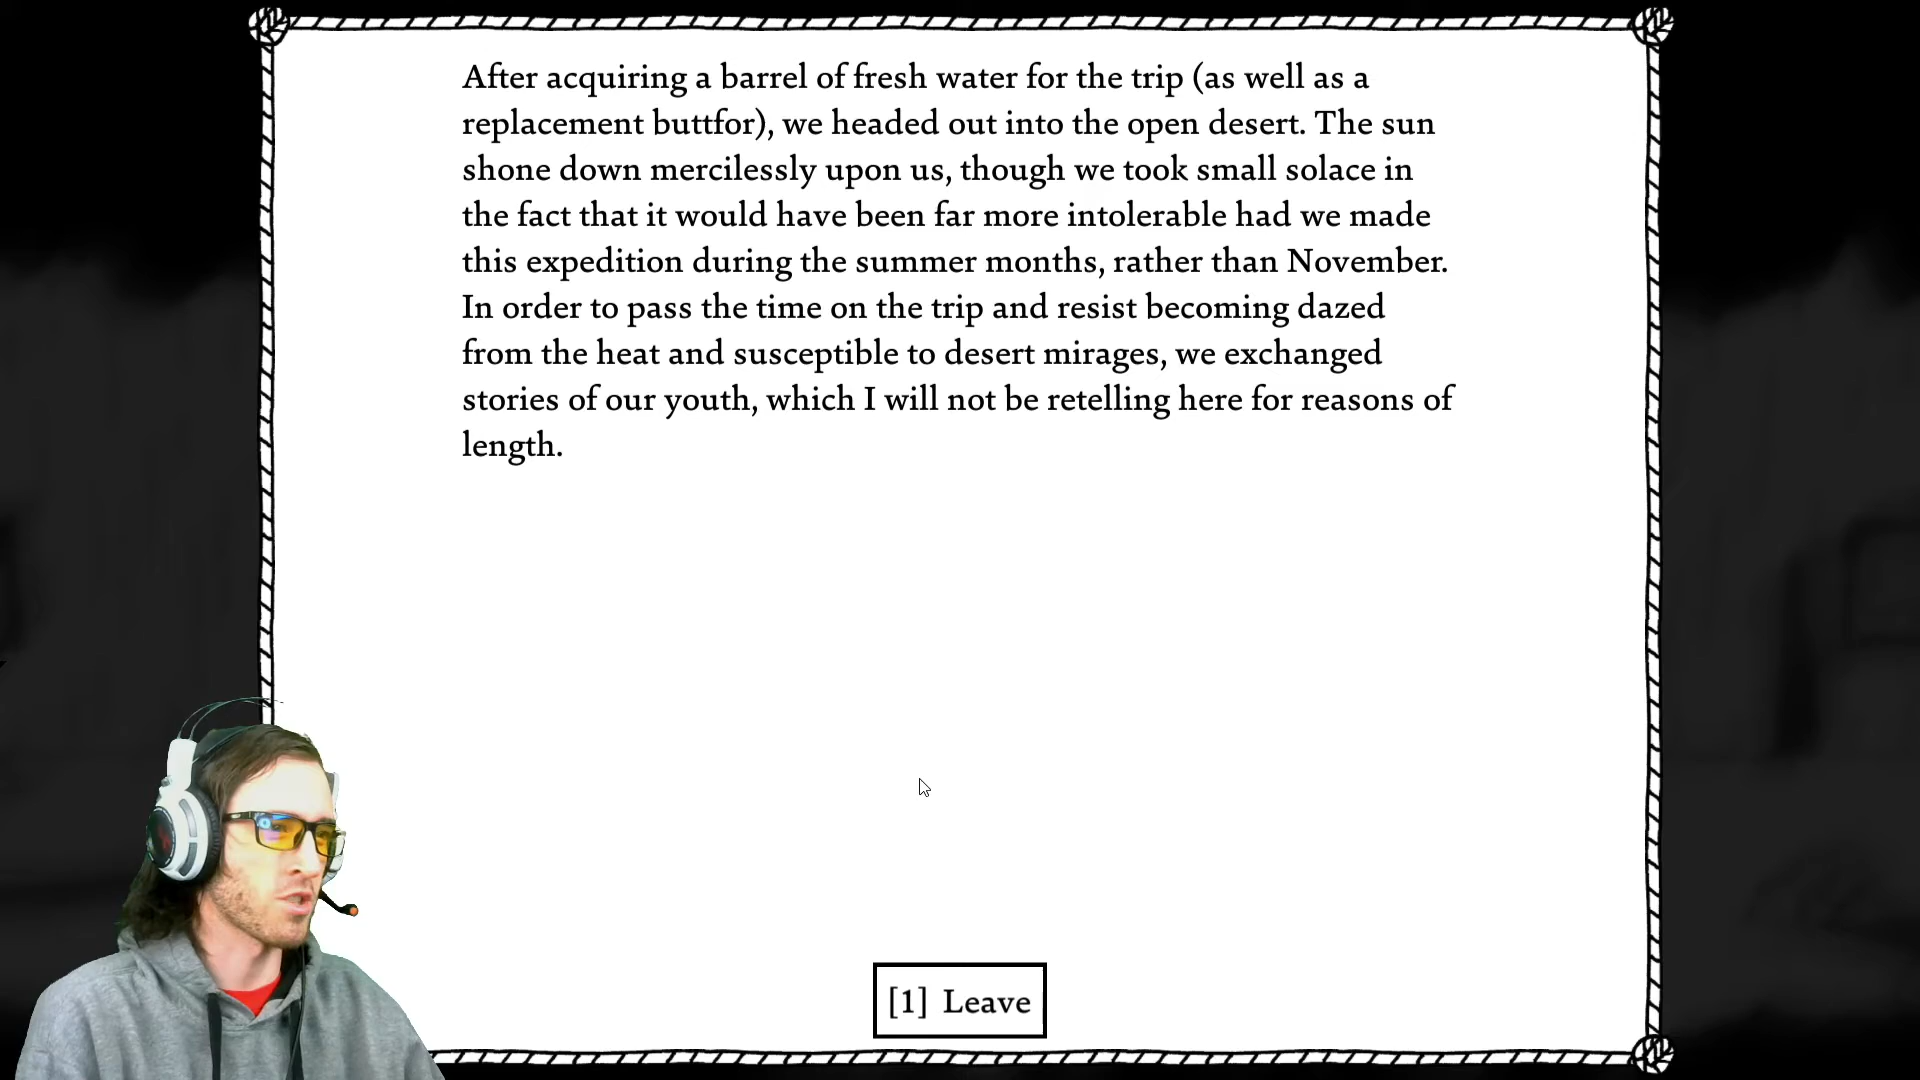 After acquiring a barrel of fresh water for the trip (as well as a
replacement buttfor), we headed out into the open desert. The sun
shone down mercilessly upon us, though we took small solace in
the fact that it would have been far more intolerable had we made
this expedition during the summer months, rather than November.
In order to pass the time on the trip and resist becoming dazed
from the heat and susceptible to desert mirages, we exchanged
stories of our youth, which I will not be retelling here for reasons of
length.
[1] Leave